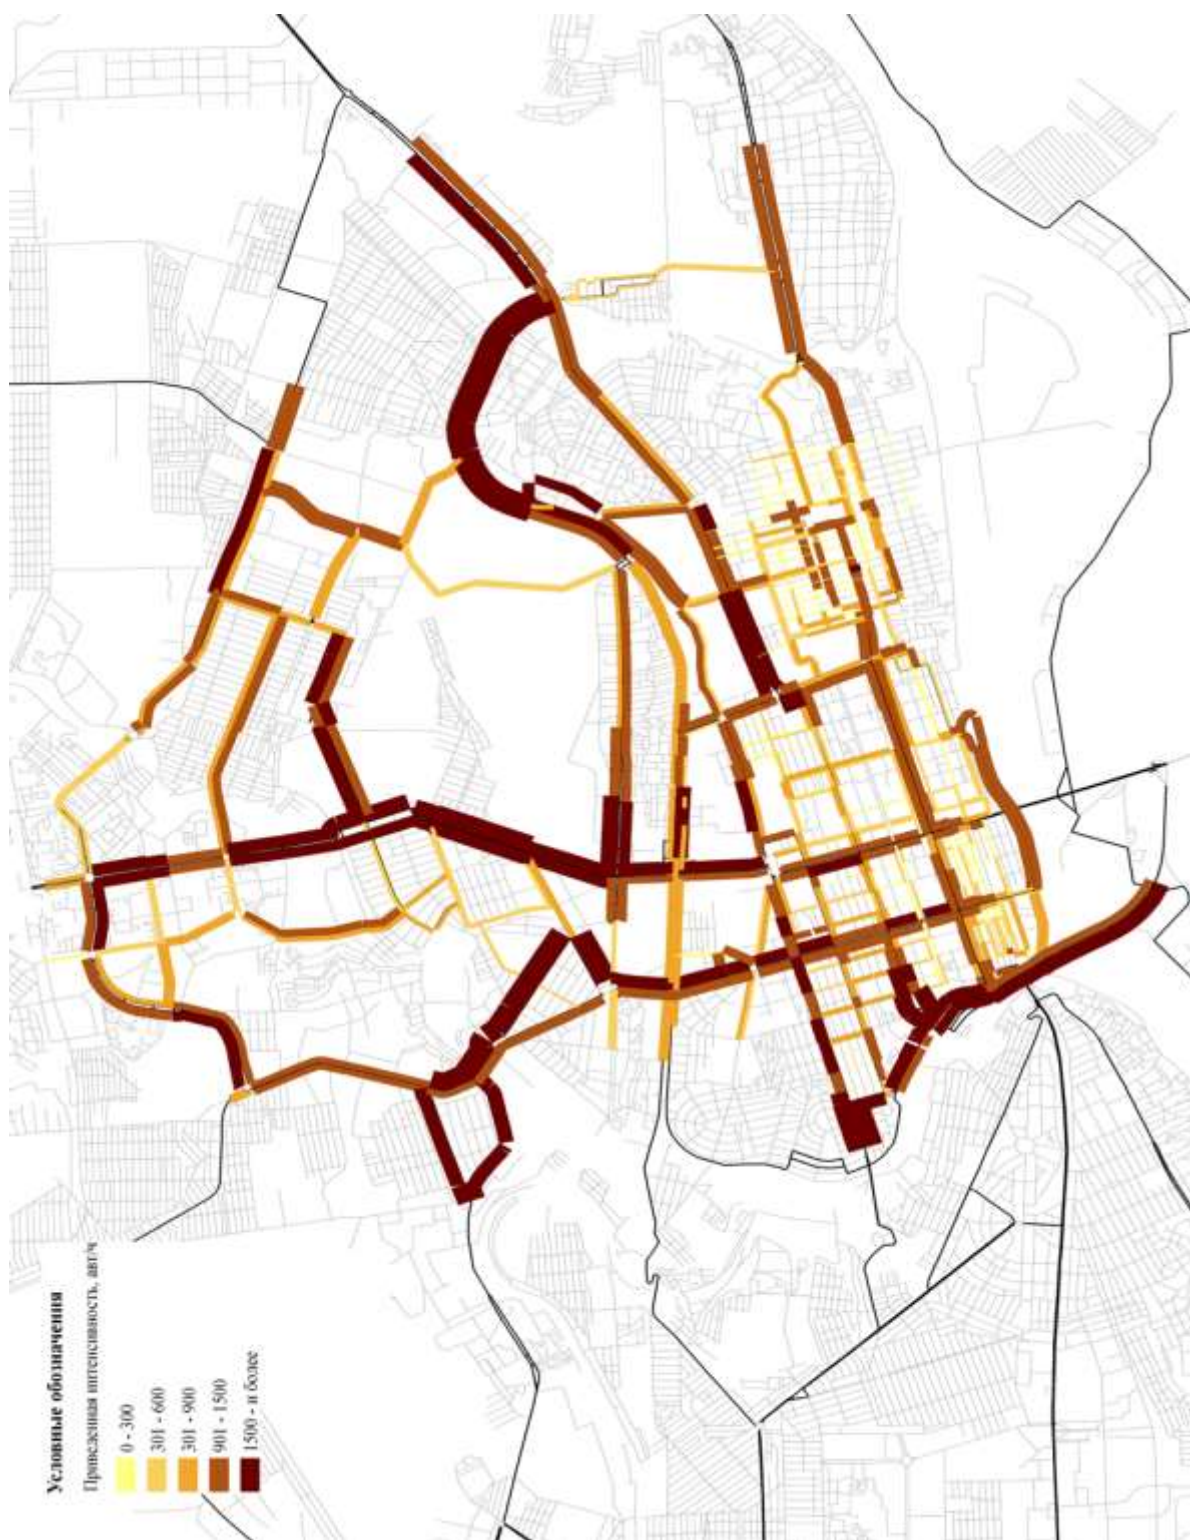 Условные обозначения
Приведенная интенсивность, авт/ч
0 - 300
301 - 600
301 - 900
901 - 1500
1500 - и более